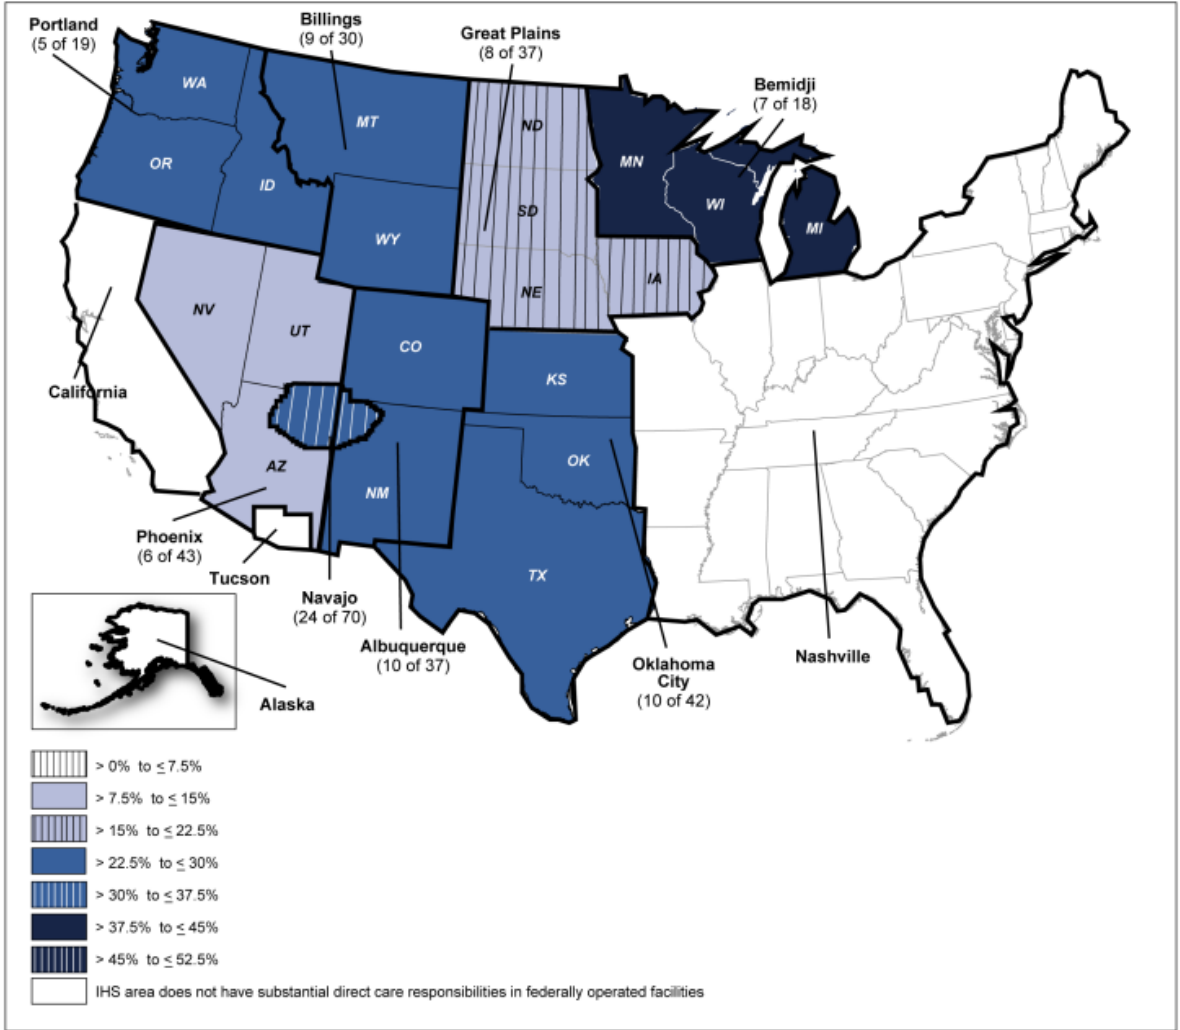 Portland
(5 of 19)
Billings
(9 of 30)
Great Plains
(8 of 37)
Bemidji
(7 of 18)
WA
MT
ND
MN
OR
ID
SD
WI
WY
MI
NV
UT
NE
IA
CO
KS
California
AZ
NM
OK
Phoenix
(6 of 43)
Tucson
TX
Navajo
(24 of 70)
Albuquerque
(10 of 37)
Oklahoma
City
(10 of 42)
Nashville
Alaska
> 0% to ≤ 7.5%
> 7.5% to ≤ 15%
> 15% to ≤ 22.5%
> 22.5% to ≤ 30%
> 30% to ≤ 37.5%
> 37.5% to ≤ 45%
> 45% to ≤ 52.5%
IHS area does not have substantial direct care responsibilities in federally operated facilities